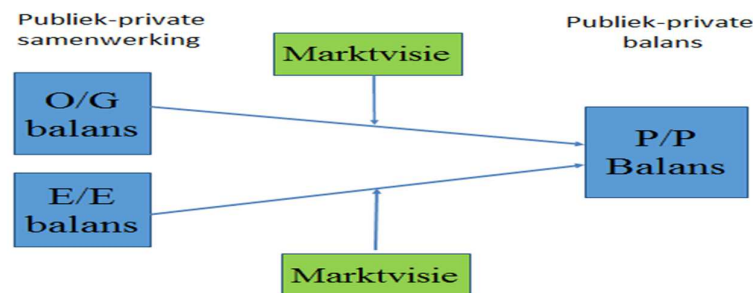 Publiek-private
samenwerking
Marktvisie
Publiek-private
balans
O/G
balans
P/P
Balans
E/E
balans
Marktvisie